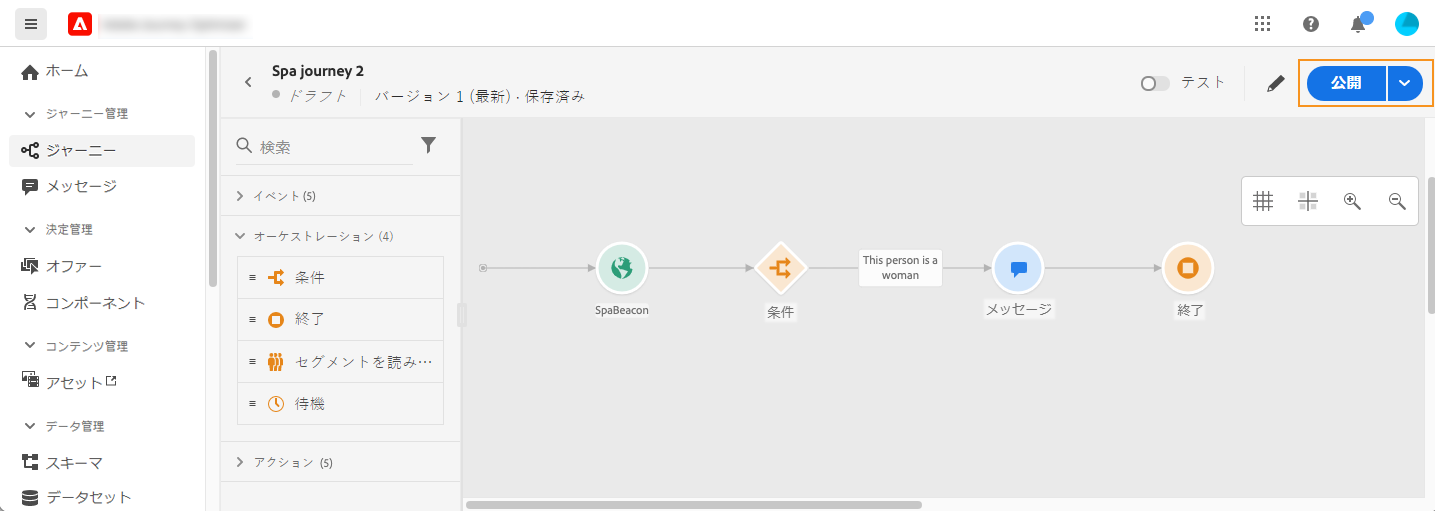 ホーム
ジャーニー管理
ジャーニー
メッセージ
決定管理
オファー
コンポーネント
コンテンツ管理
アセット
データ管理
スキーマ
データセット
Spa journey 2
ドラフト
バージョン 1 (最新) · 保存済み
テスト
公開
検索
イベント (5)
オーケストレーション (4)
条件
終了
セグメントを読み…
待機
アクション (5)
SpaBeacon
条件
This person is a
woman
メッセージ
終了